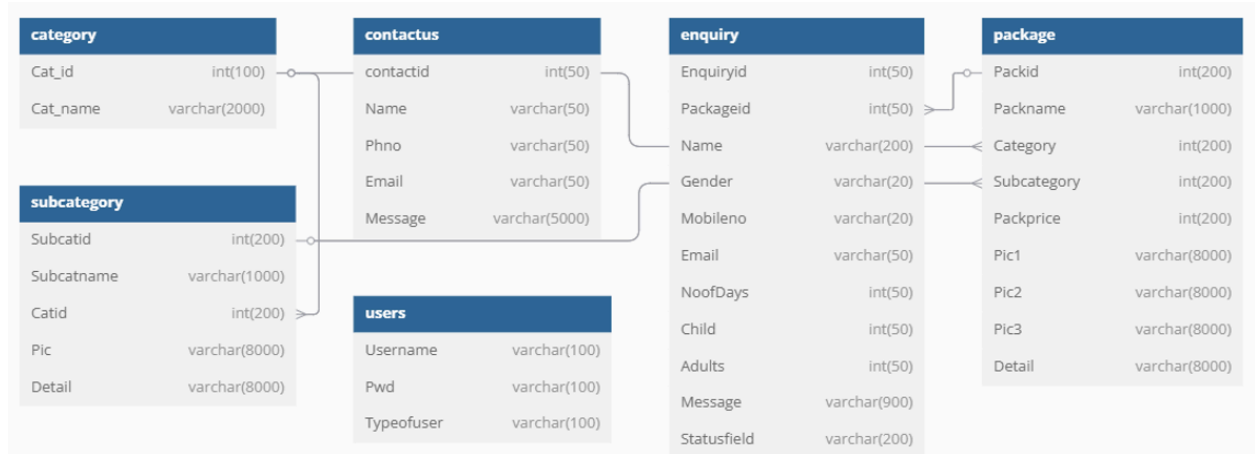 category
Cat_id int(100)
Cat_name varchar(2000)
subcategory
Subcatid int(200)
Subcatname varchar(1000)
Catid int(200)
Pic varchar(8000)
Detail varchar(8000)
contactus
contactid int(50)
Name varchar(50)
Phno varchar(50)
Email varchar(50)
Message varchar(5000)
users
Username varchar(100)
Pwd varchar(100)
Typeofuser varchar(100)
enquiry
Enquiryid int(50)
Packageid int(50)
Name varchar(200)
Gender varchar(20)
Mobileno varchar(20)
Email varchar(50)
NoofDays int(50)
Child int(50)
Adults int(50)
Message varchar(900)
Statusfield varchar(200)
package
Packid int(200)
Packname varchar(1000)
Category int(200)
Subcategory int(200)
Packprice int(200)
Pic1 varchar(8000)
Pic2 varchar(8000)
Pic3 varchar(8000)
Detail varchar(8000)